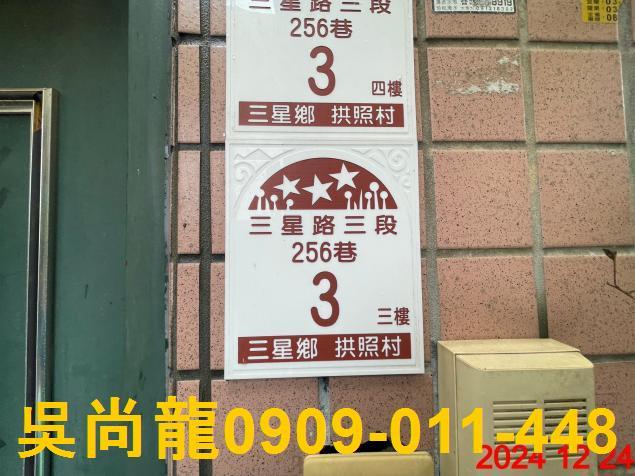 三星路三段
256巷
3
四樓
三星鄉 拱照村
三星路三段
256巷
3
三樓
三星鄉 拱照村
吳尚龍0909-011-448
2024 12 24